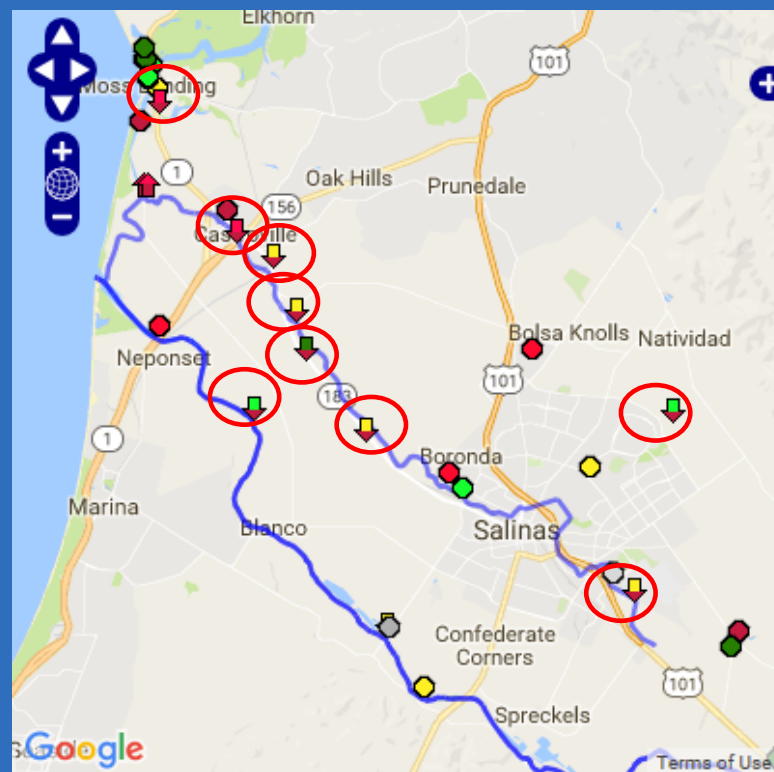 Elkhorn
101
+
Moss Landing
+
−
1
Oak Hills
Prunedale
156
Castroville
Bolsa Knolls
Natividad
Neponset
101
183
1
Boronda
Marina
Salinas
Blanco
Confederate
Corners
101
Spreckels
Google
Terms of Use